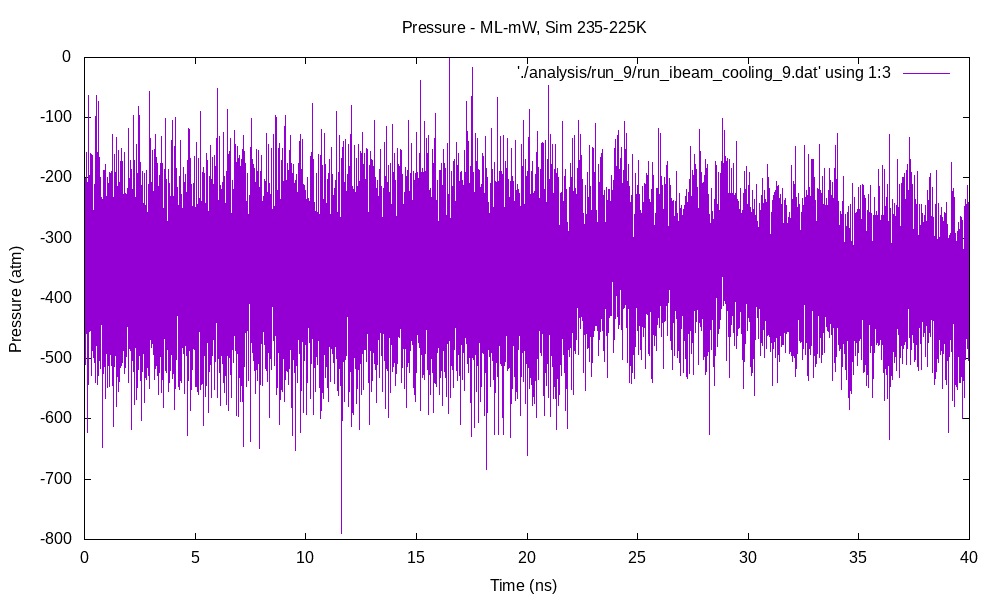 Pressure - ML-mW, Sim 235-225K
'./analysis/run_9/run_ibeam_cooling_9.dat' using 1:3
0
-100
-200
-300
-400
-500
-600
-700
-800
Pressure (atm)
0 5 10 15 20 25 30 35 40
Time (ns)